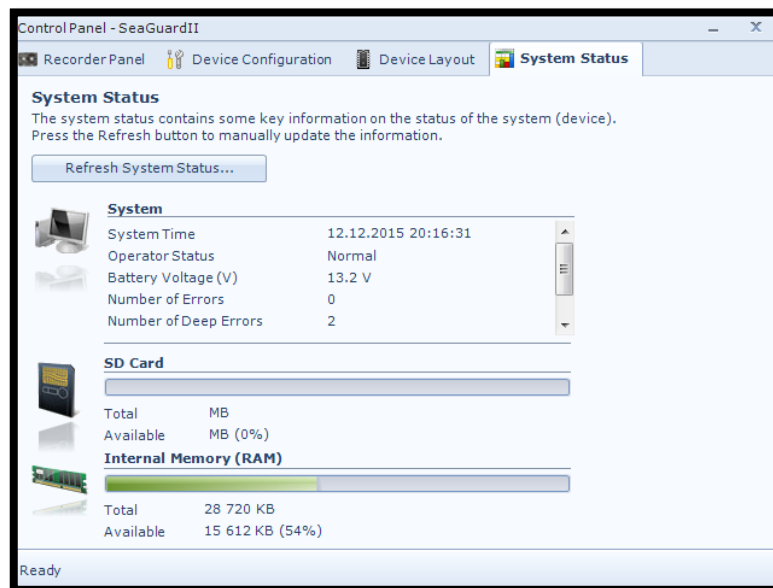 Control Panel - SeaGuardII
Recorder Panel Device Configuration Device Layout System Status
System Status
The system status contains some key information on the status of the system (device).
Press the Refresh button to manually update the information.
Refresh System Status...
System
System Time 12.12.2015 20:16:31
Operator Status Normal
Battery Voltage (V) 13.2 V
Number of Errors 0
Number of Deep Errors 2
SD Card
Total MB
Available MB (0%)
Internal Memory (RAM)
Total 28 720 KB
Available 15 612 KB (54%)
Ready